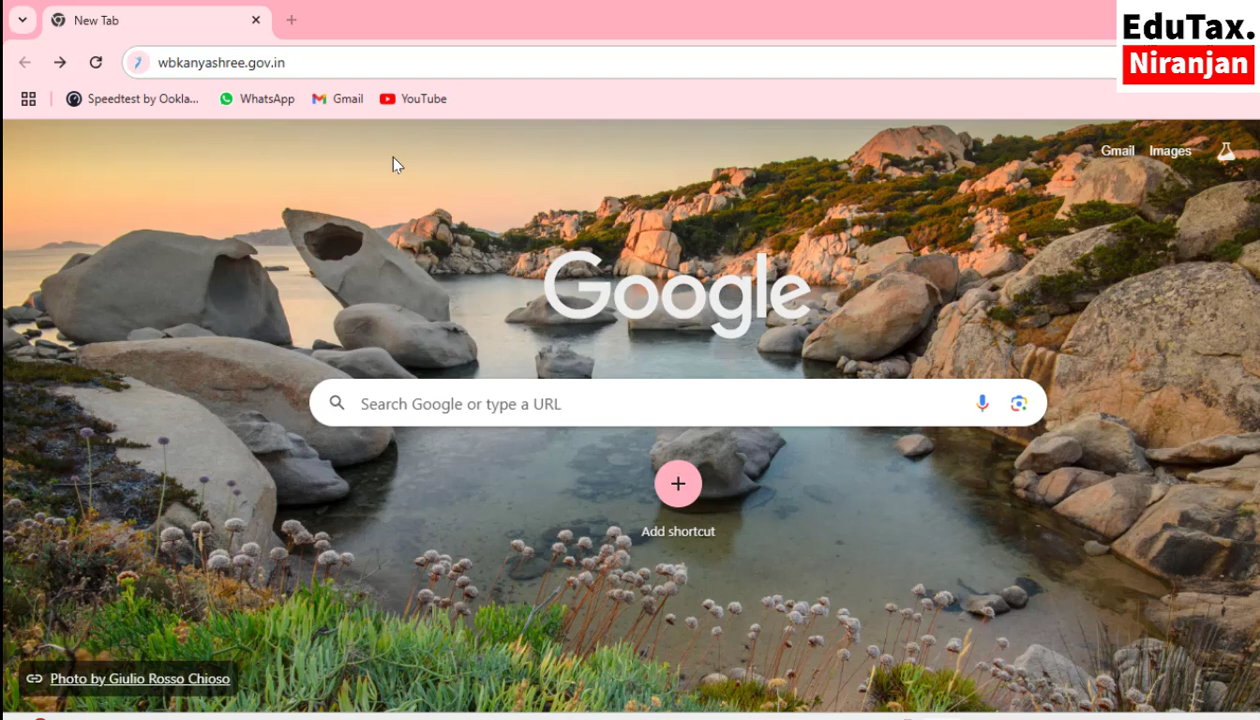 New Tab
EduTax.
Niranjan
wbkanyashree.gov.in
Speedtest by Ookla... WhatsApp Gmail YouTube
Gmail Images
Google
Search Google or type a URL
Add shortcut
Photo by Giulio Rosso Chioso